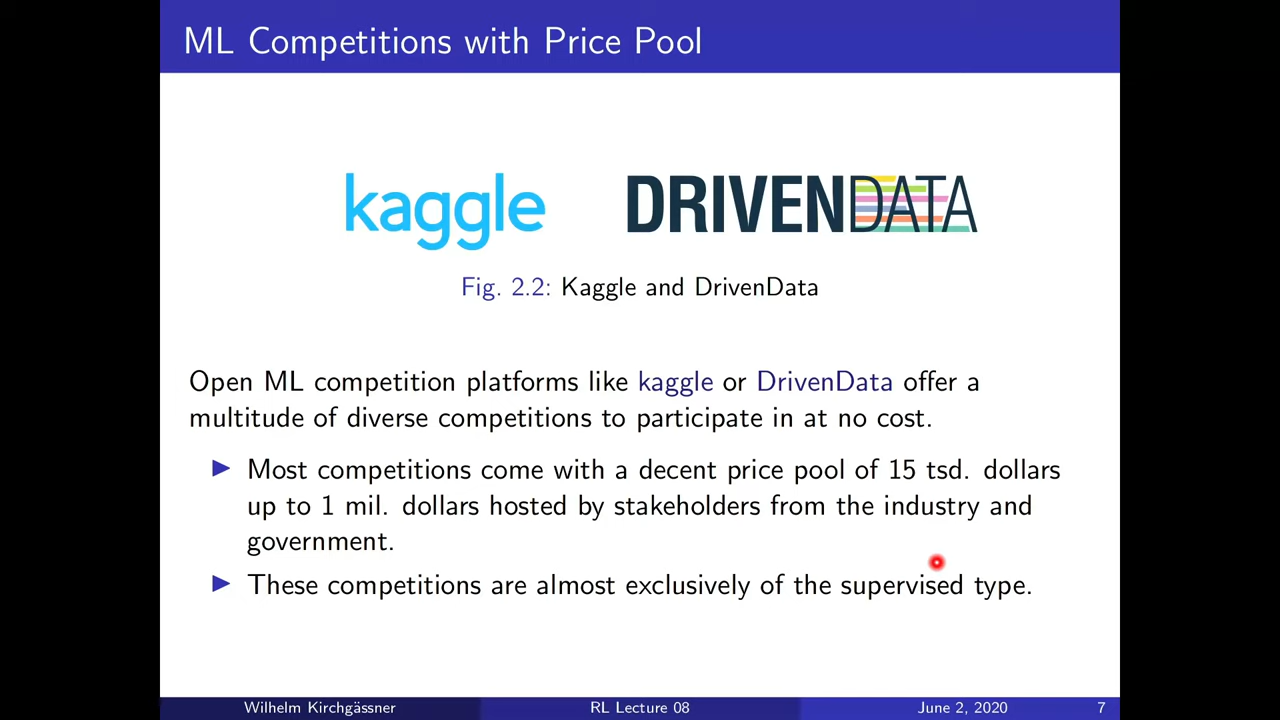 ML Competitions with Price Pool
kaggle
DRIVENDATA
Fig. 2.2: Kaggle and DrivenData
Open ML competition platforms like kaggle or DrivenData offer a
multitude of diverse competitions to participate in at no cost.
Most competitions come with a decent price pool of 15 tsd. dollars
up to 1 mil. dollars hosted by stakeholders from the industry and
government.
These competitions are almost exclusively of the supervised type.
Wilhelm Kirchgässner RL Lecture 08 June 2, 2020 7